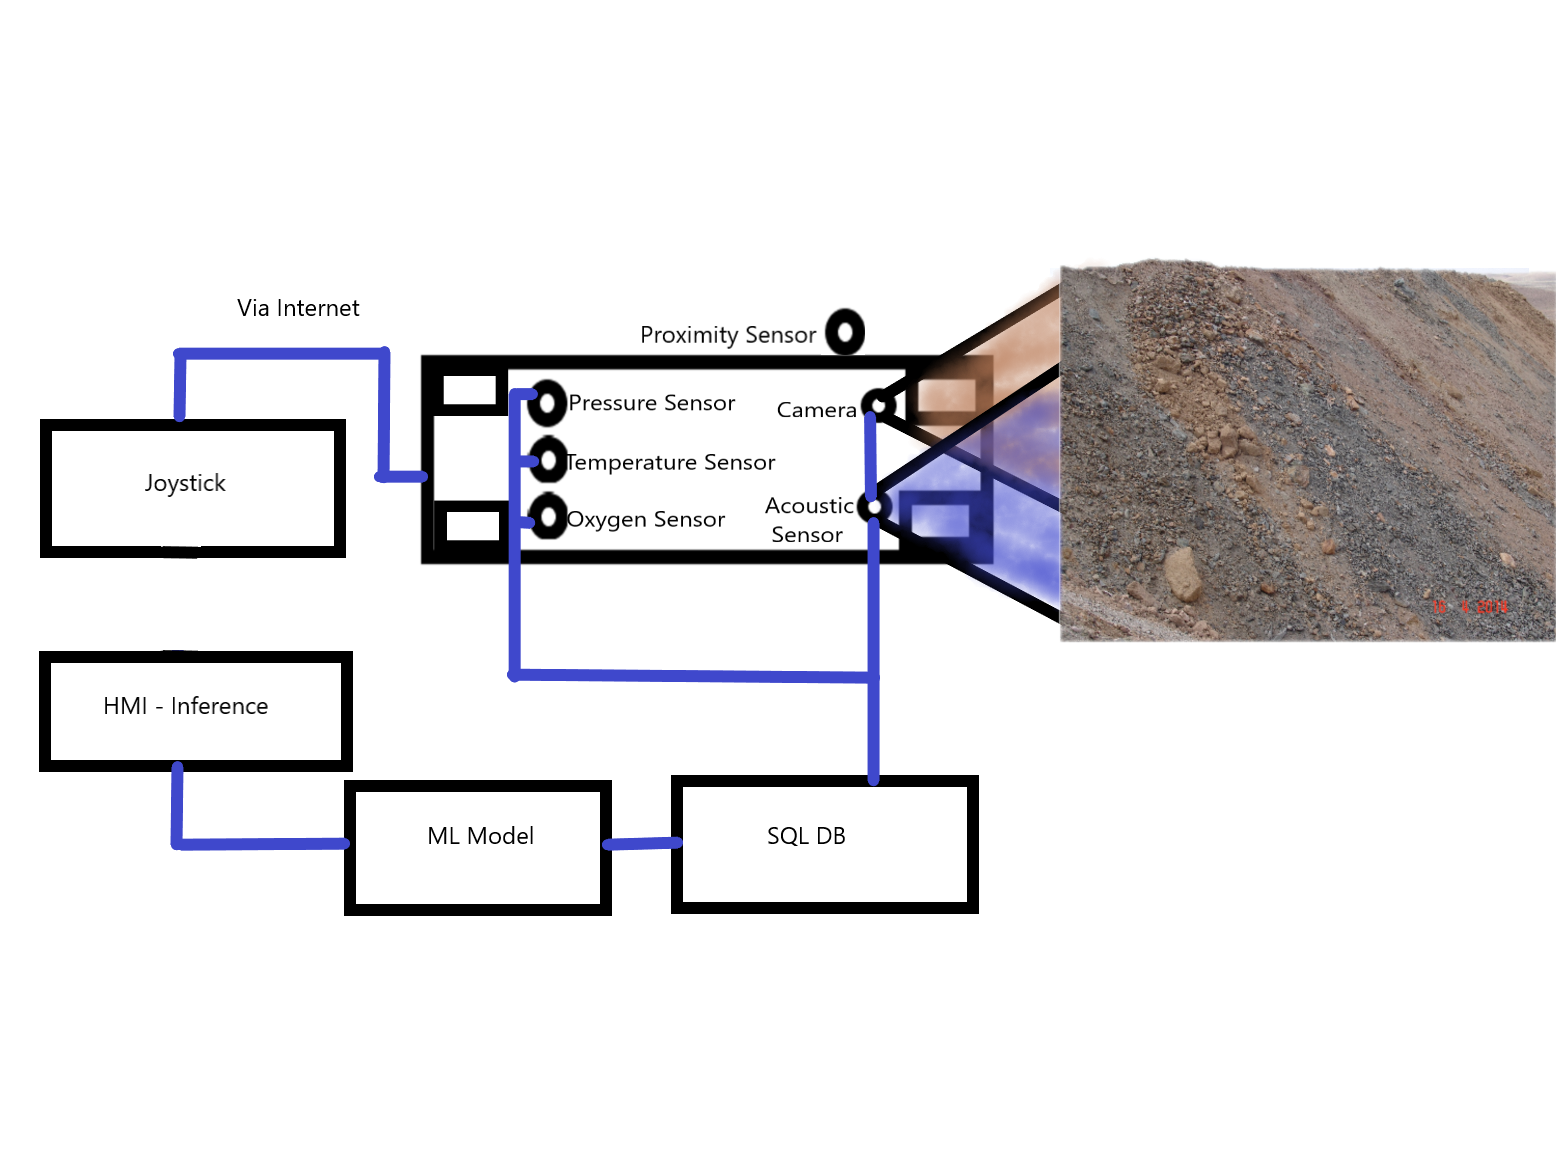 Via Internet
Proximity Sensor
Pressure Sensor
Camera
Temperature Sensor
Joystick
Acoustic
Sensor
Oxygen Sensor
HMI - Inference
ML Model
SQL DB